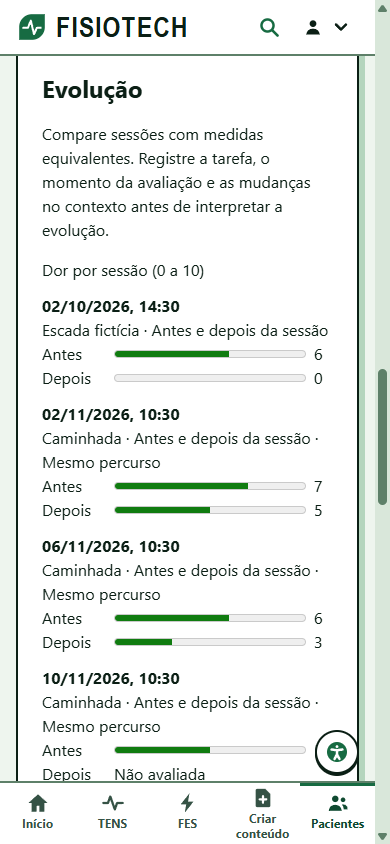 FISIOTECH
Evolução
Compare sessões com medidas
equivalentes. Registre a tarefa, o
momento da avaliação e as mudanças
no contexto antes de interpretar a
evolução.
Dor por sessão (0 a 10)
02/10/2026, 14:30
Escada fictícia · Antes e depois da sessão
Antes 6
Depois 0
02/11/2026, 10:30
Caminhada · Antes e depois da sessão ·
Mesmo percurso
Antes 7
Depois 5
06/11/2026, 10:30
Caminhada · Antes e depois da sessão ·
Mesmo percurso
Antes 6
Depois 3
10/11/2026, 10:30
Caminhada · Antes e depois da sessão ·
Mesmo percurso
Antes
Depois Não avaliada
Início
TENS
FES
Criar
conteúdo
Pacientes